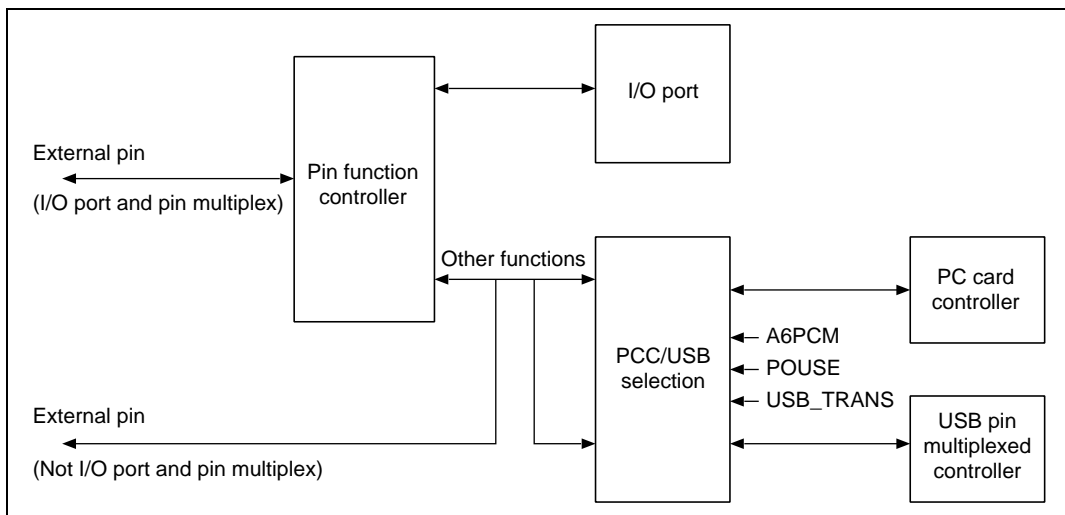 I/O port
External pin
(I/O port and pin multiplex)
Pin function
controller
Other functions
PCC/USB
selection
PC card
controller
A6PCM
POUSE
USB_TRANS
External pin
(Not I/O port and pin multiplex)
USB pin
multiplexed
controller